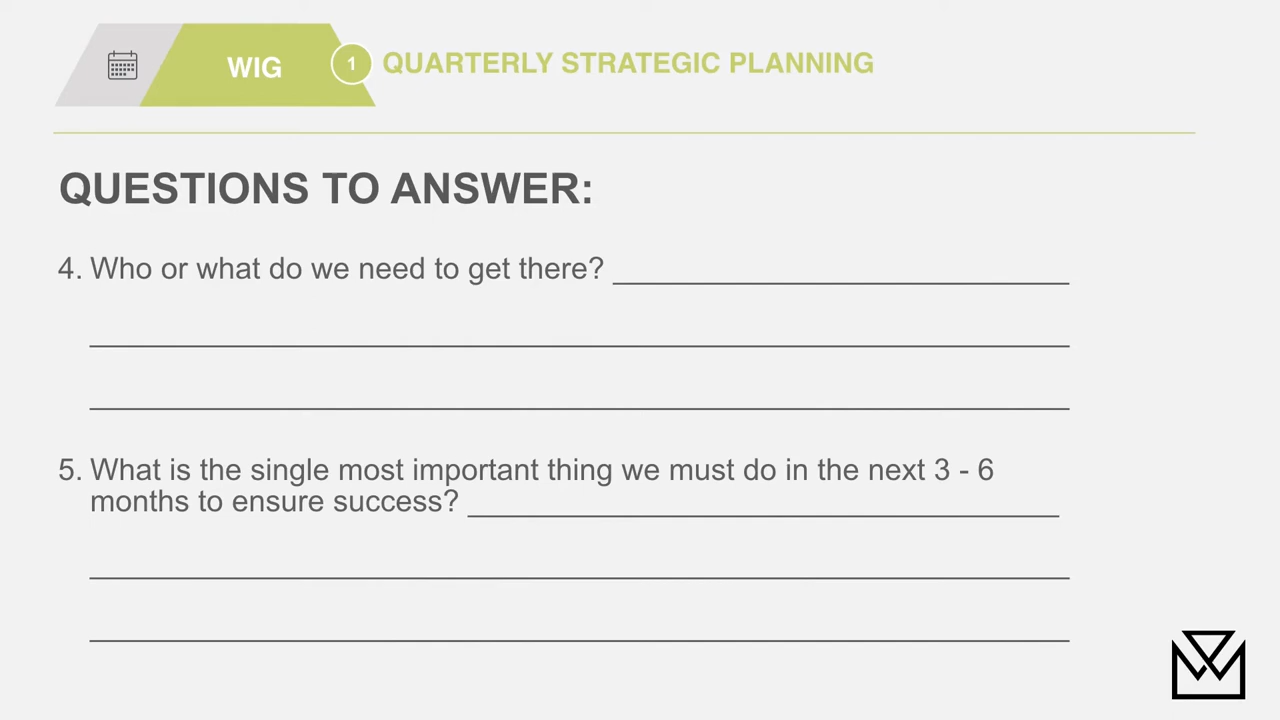 WIG
1 QUARTERLY STRATEGIC PLANNING
QUESTIONS TO ANSWER:
4. Who or what do we need to get there?
5. What is the single most important thing we must do in the next 3 - 6
months to ensure success?